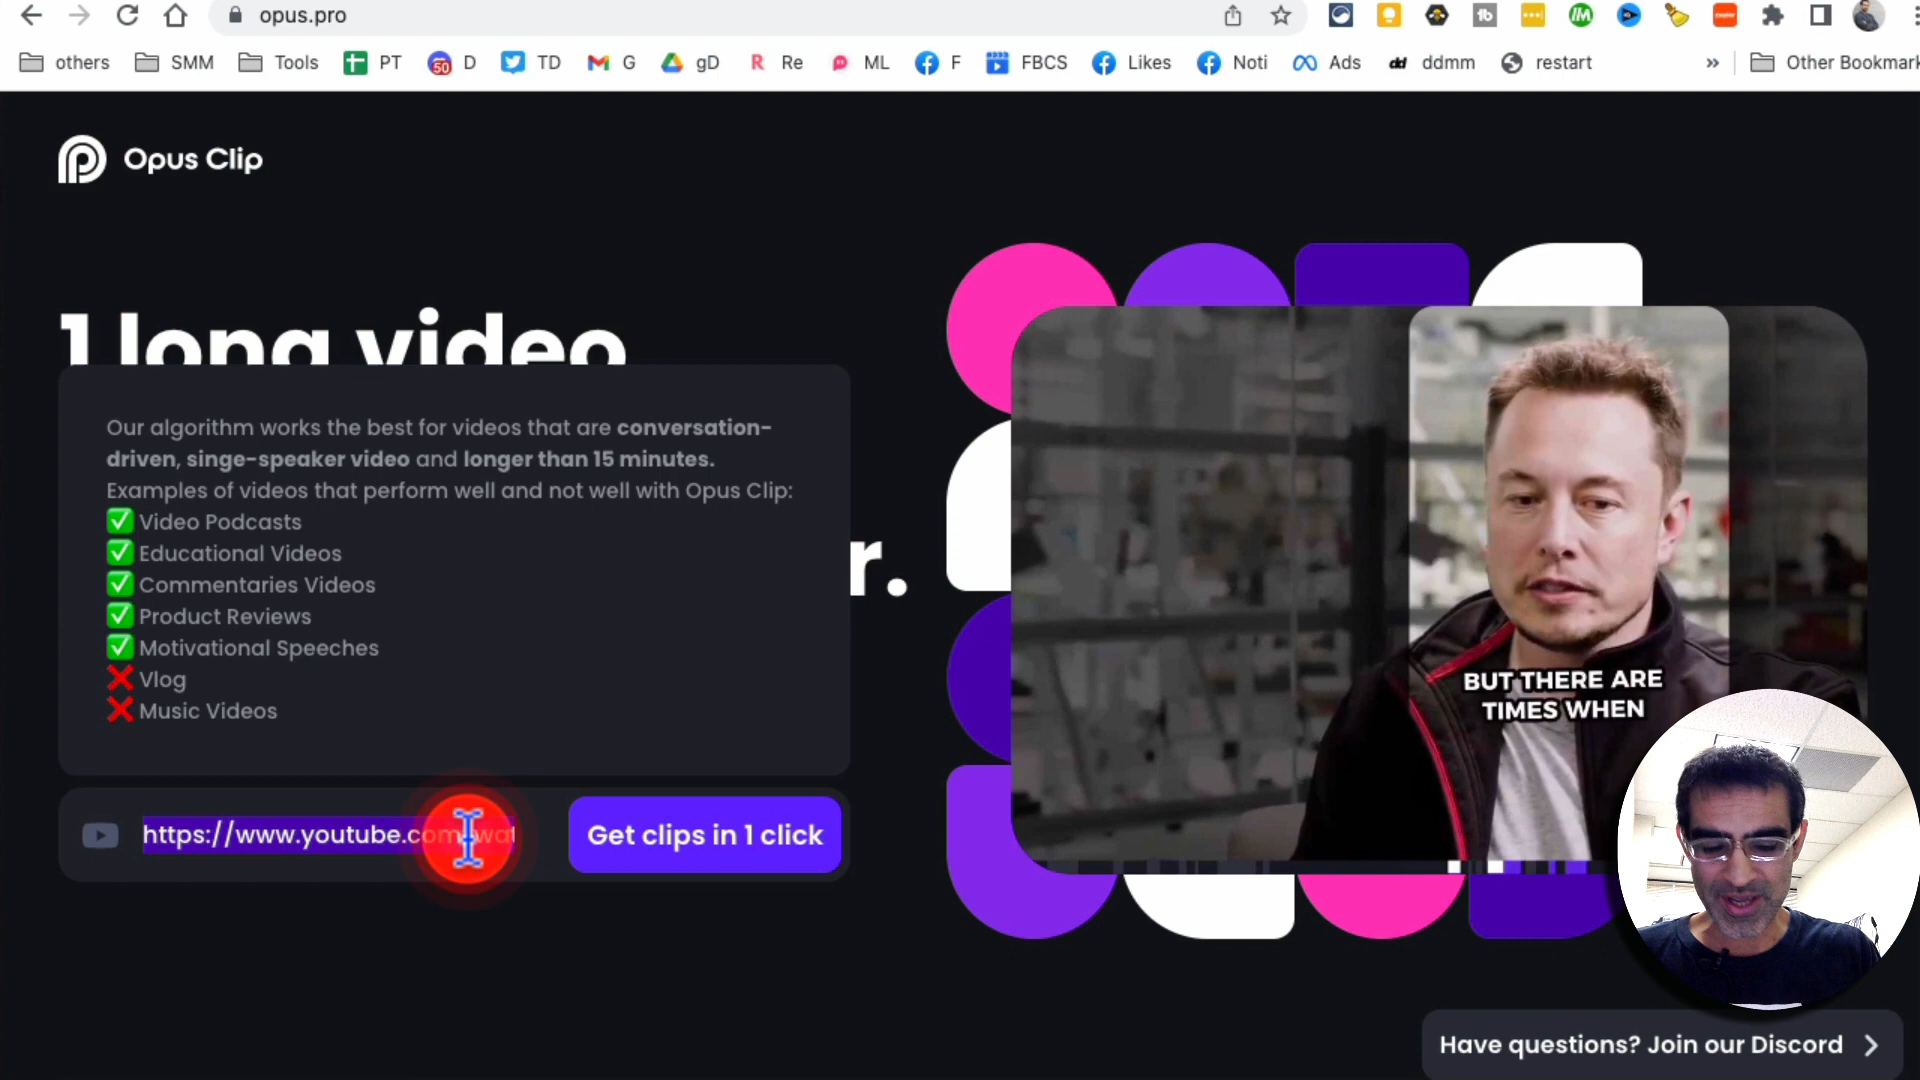 opus.pro
others
SMM
Tools
PT
50
D
TD
G
gD
R
Re
ML
F
FBCS
Likes
Noti
Ads
dd
ddmm
restart
»
Other Bookmark
Opus Clip
1 long video
r.
Our algorithm works the best for videos that are conversation-
driven, singe-speaker video and longer than 15 minutes.
Examples of videos that perform well and not well with Opus Clip:
✅ Video Podcasts
✅ Educational Videos
✅ Commentaries Videos
✅ Product Reviews
✅ Motivational Speeches
❌ Vlog
❌ Music Videos
https://www.youtube.com/wat
Get clips in 1 click
BUT THERE ARE
TIMES WHEN
Have questions? Join our Discord